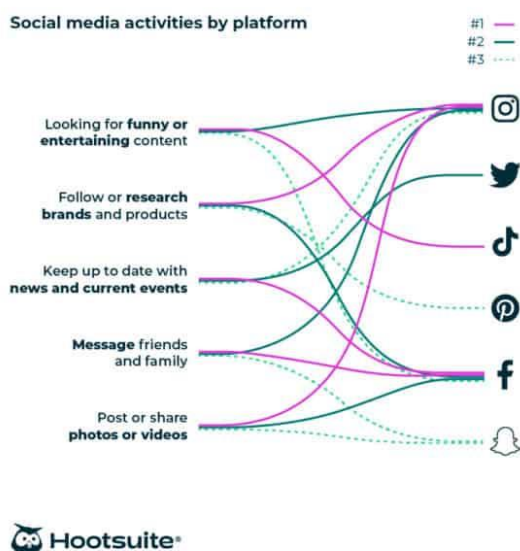 Social media activities by platform
#1
#2
#3
Looking for funny or
entertaining content
Follow or research
brands and products
Keep up to date with
news and current events
Message friends
and family
Post or share
photos or videos
Hootsuite®